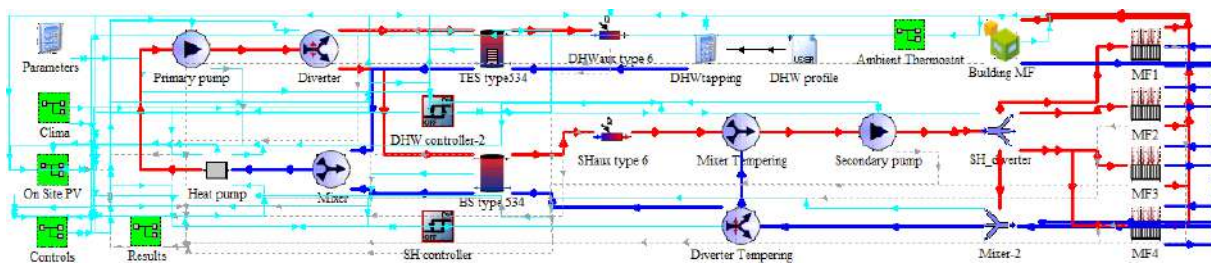 Parameters
Primary pump
Diverter
TES type534
DHWaux type 6
DHWtapping
USER
DHW profile
Ambient Thermostat
Building MF
MF1
Clima
DHW controller-2
MF2
SHaux type 6
Mixer Tempering
Secondary pump
SH_diverter
On Site PV
Heat pump
Mixer
BS type 534
MF3
Controls
Results
SH controller
Diverter Tempering
Mixer-2
MF4